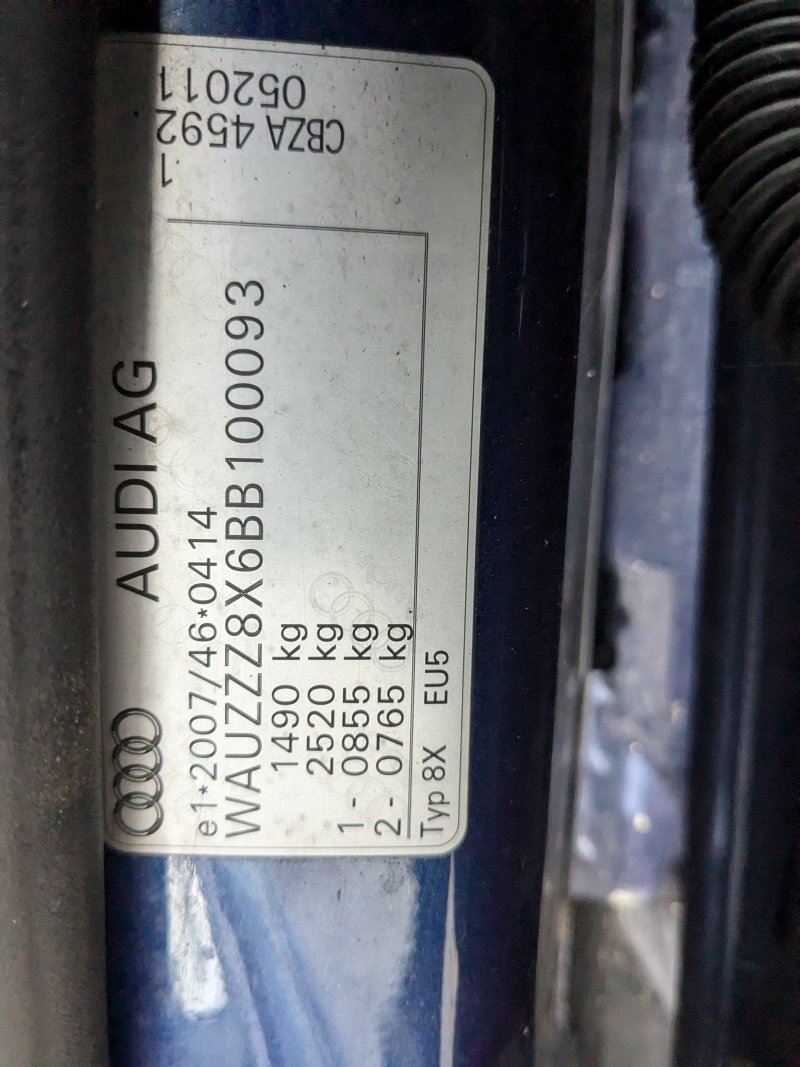 AUDI AG
e1*2007/46*0414
WAUZZZ8X6BB100093
1490 kg
2520 kg
1 - 0855 kg
2 - 0765 kg
Typ 8X EU5
1
CBZA 4592
052011